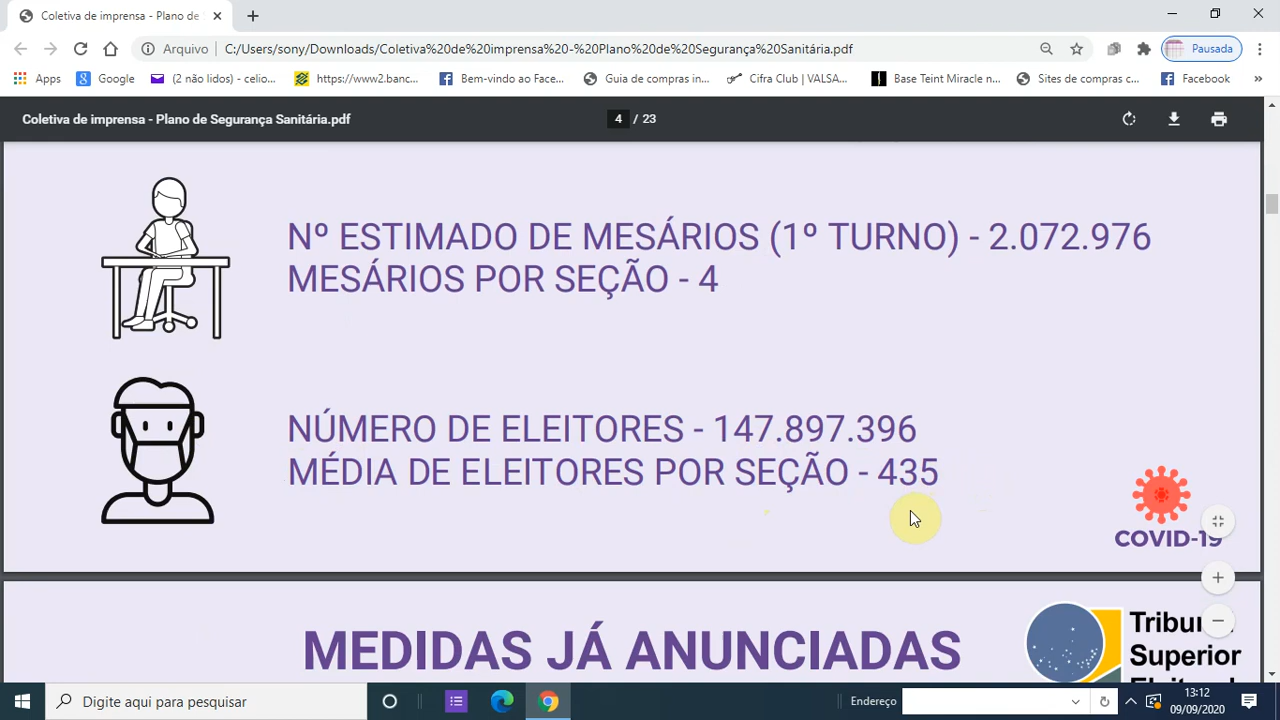 Coletiva de imprensa - Plano de
Arquivo
C:/Users/sony/Downloads/Coletiva%20de%20imprensa%20-%20Plano%20de%20Segurança%20Sanitária.pdf
Pausada
Apps
Google
(2 não lidos) - celio...
https://www2.banc...
Bem-vindo ao Face...
Guia de compras in...
Cifra Club | VALSA...
Base Teint Miracle n...
Sites de compras c...
Facebook
»
Coletiva de imprensa - Plano de Segurança Sanitária.pdf
4 / 23
Nº ESTIMADO DE MESÁRIOS (1º TURNO) - 2.072.976
MESÁRIOS POR SEÇÃO - 4
NÚMERO DE ELEITORES - 147.897.396
MÉDIA DE ELEITORES POR SEÇÃO - 435
COVID-19
MEDIDAS JÁ ANUNCIADAS
Tribunal
Superior
Eleitoral
Digite aqui para pesquisar
Endereço
13:12
09/09/2020